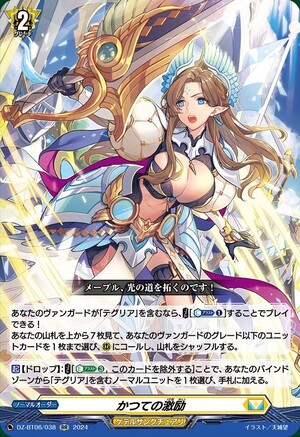 2
グレード
メープル、光の道を拓くのです!
あなたのヴァンガードが「テグリア」を含むなら、【 1】することでプレイできる!
あなたの山札を上から7枚見て、あなたのヴァンガードのグレード以下のユニットカードを1枚まで選び、Ⓡにコールし、山札をシャッフルする。
【ドロップ】:【 3、このカードを除外する】ことで、あなたのバインドゾーンから「テグリア」を含むノーマルユニットを1枚選び、手札に加える。
ノーマルオーダー
かつての激励
ケテルサンクチュアリ
DZ-BT06/038 RR 2024
イラスト/天城望